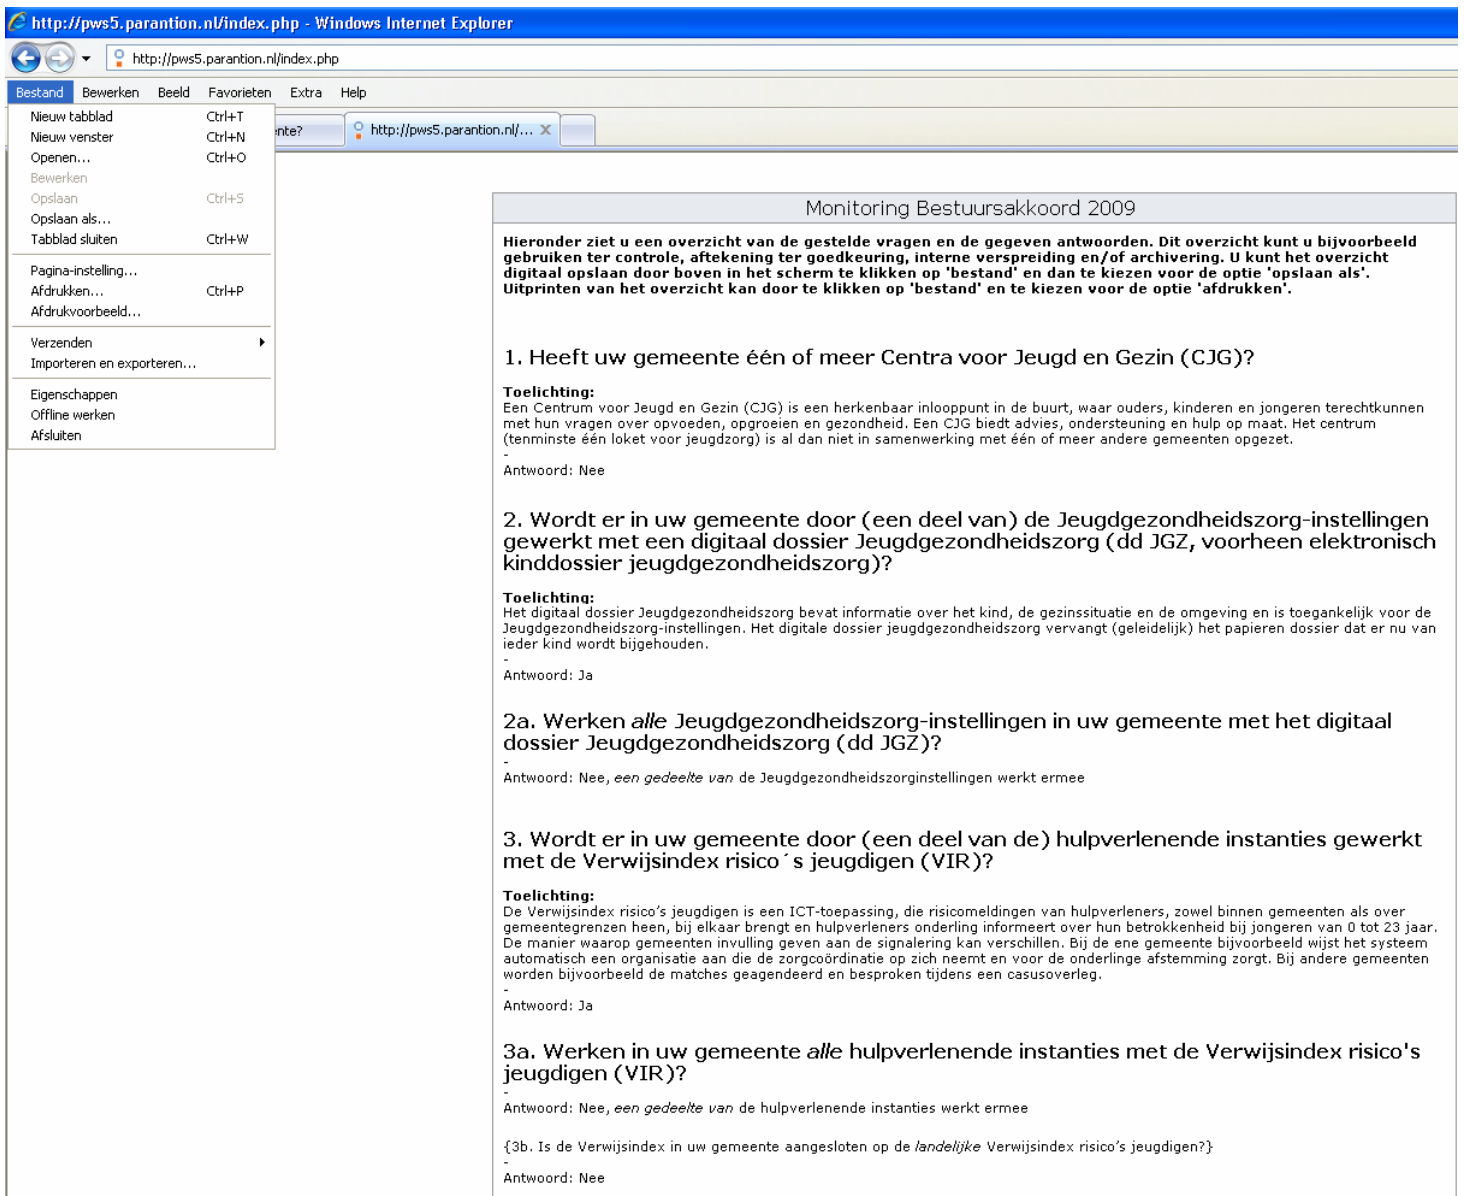 http://pws5.parantion.nl/index.php - Windows Internet Explorer
http://pws5.parantion.nl/index.php
Bestand Bewerken Beeld Favorieten Extra Help
Nieuw tabblad Ctrl+T
Nieuw venster Ctrl+N
Openen... Ctrl+O
Bewerken
Opslaan Ctrl+S
Opslaan als...
Tabblad sluiten Ctrl+W
Pagina-instelling...
Afdrukken... Ctrl+P
Afdrukvoorbeeld...
Verzenden
Importeren en exporteren...
Eigenschappen
Offline werken
Afsluiten
ente?
http://pws5.parantion.nl/... X
Monitoring Bestuursakkoord 2009
Hieronder ziet u een overzicht van de gestelde vragen en de gegeven antwoorden. Dit overzicht kunt u bijvoorbeeld
gebruiken ter controle, aftekening ter goedkeuring, interne verspreiding en/of archivering. U kunt het overzicht
digitaal opslaan door boven in het scherm te klikken op 'bestand' en dan te kiezen voor de optie 'opslaan als'.
Uitprinten van het overzicht kan door te klikken op 'bestand' en te kiezen voor de optie 'afdrukken'.
1. Heeft uw gemeente één of meer Centra voor Jeugd en Gezin (CJG)?
Toelichting:
Een Centrum voor Jeugd en Gezin (CJG) is een herkenbaar inlooppunt in de buurt, waar ouders, kinderen en jongeren terechtkunnen
met hun vragen over opvoeden, opgroeien en gezondheid. Een CJG biedt advies, ondersteuning en hulp op maat. Het centrum
(tenminste één loket voor jeugdzorg) is al dan niet in samenwerking met één of meer andere gemeenten opgezet.
-
Antwoord: Nee
2. Wordt er in uw gemeente door (een deel van) de Jeugdgezondheidszorg-instellingen
gewerkt met een digitaal dossier Jeugdgezondheidszorg (dd JGZ, voorheen elektronisch
kinddossier jeugdgezondheidszorg)?
Toelichting:
Het digitaal dossier Jeugdgezondheidszorg bevat informatie over het kind, de gezinssituatie en de omgeving en is toegankelijk voor de
Jeugdgezondheidszorg-instellingen. Het digitale dossier jeugdgezondheidszorg vervangt (geleidelijk) het papieren dossier dat er nu van
ieder kind wordt bijgehouden.
-
Antwoord: Ja
2a. Werken alle Jeugdgezondheidszorg-instellingen in uw gemeente met het digitaal
dossier Jeugdgezondheidszorg (dd JGZ)?
-
Antwoord: Nee, een gedeelte van de Jeugdgezondheidszorginstellingen werkt ermee
3. Wordt er in uw gemeente door (een deel van de) hulpverlenende instanties gewerkt
met de Verwijsindex risico´s jeugdigen (VIR)?
Toelichting:
De Verwijsindex risico’s jeugdigen is een ICT-toepassing, die risicomeldingen van hulpverleners, zowel binnen gemeenten als over
gemeentegrenzen heen, bij elkaar brengt en hulpverleners onderling informeert over hun betrokkenheid bij jongeren van 0 tot 23 jaar.
De manier waarop gemeenten invulling geven aan de signalering kan verschillen. Bij de ene gemeente bijvoorbeeld wijst het systeem
automatisch een organisatie aan die de zorgcoördinatie op zich neemt en voor de onderlinge afstemming zorgt. Bij andere gemeenten
worden bijvoorbeeld de matches geagendeerd en besproken tijdens een casusoverleg.
-
Antwoord: Ja
3a. Werken in uw gemeente alle hulpverlenende instanties met de Verwijsindex risico's
jeugdigen (VIR)?
-
Antwoord: Nee, een gedeelte van de hulpverlenende instanties werkt ermee
{3b. Is de Verwijsindex in uw gemeente aangesloten op de landelijke Verwijsindex risico’s jeugdigen?}
-
Antwoord: Nee